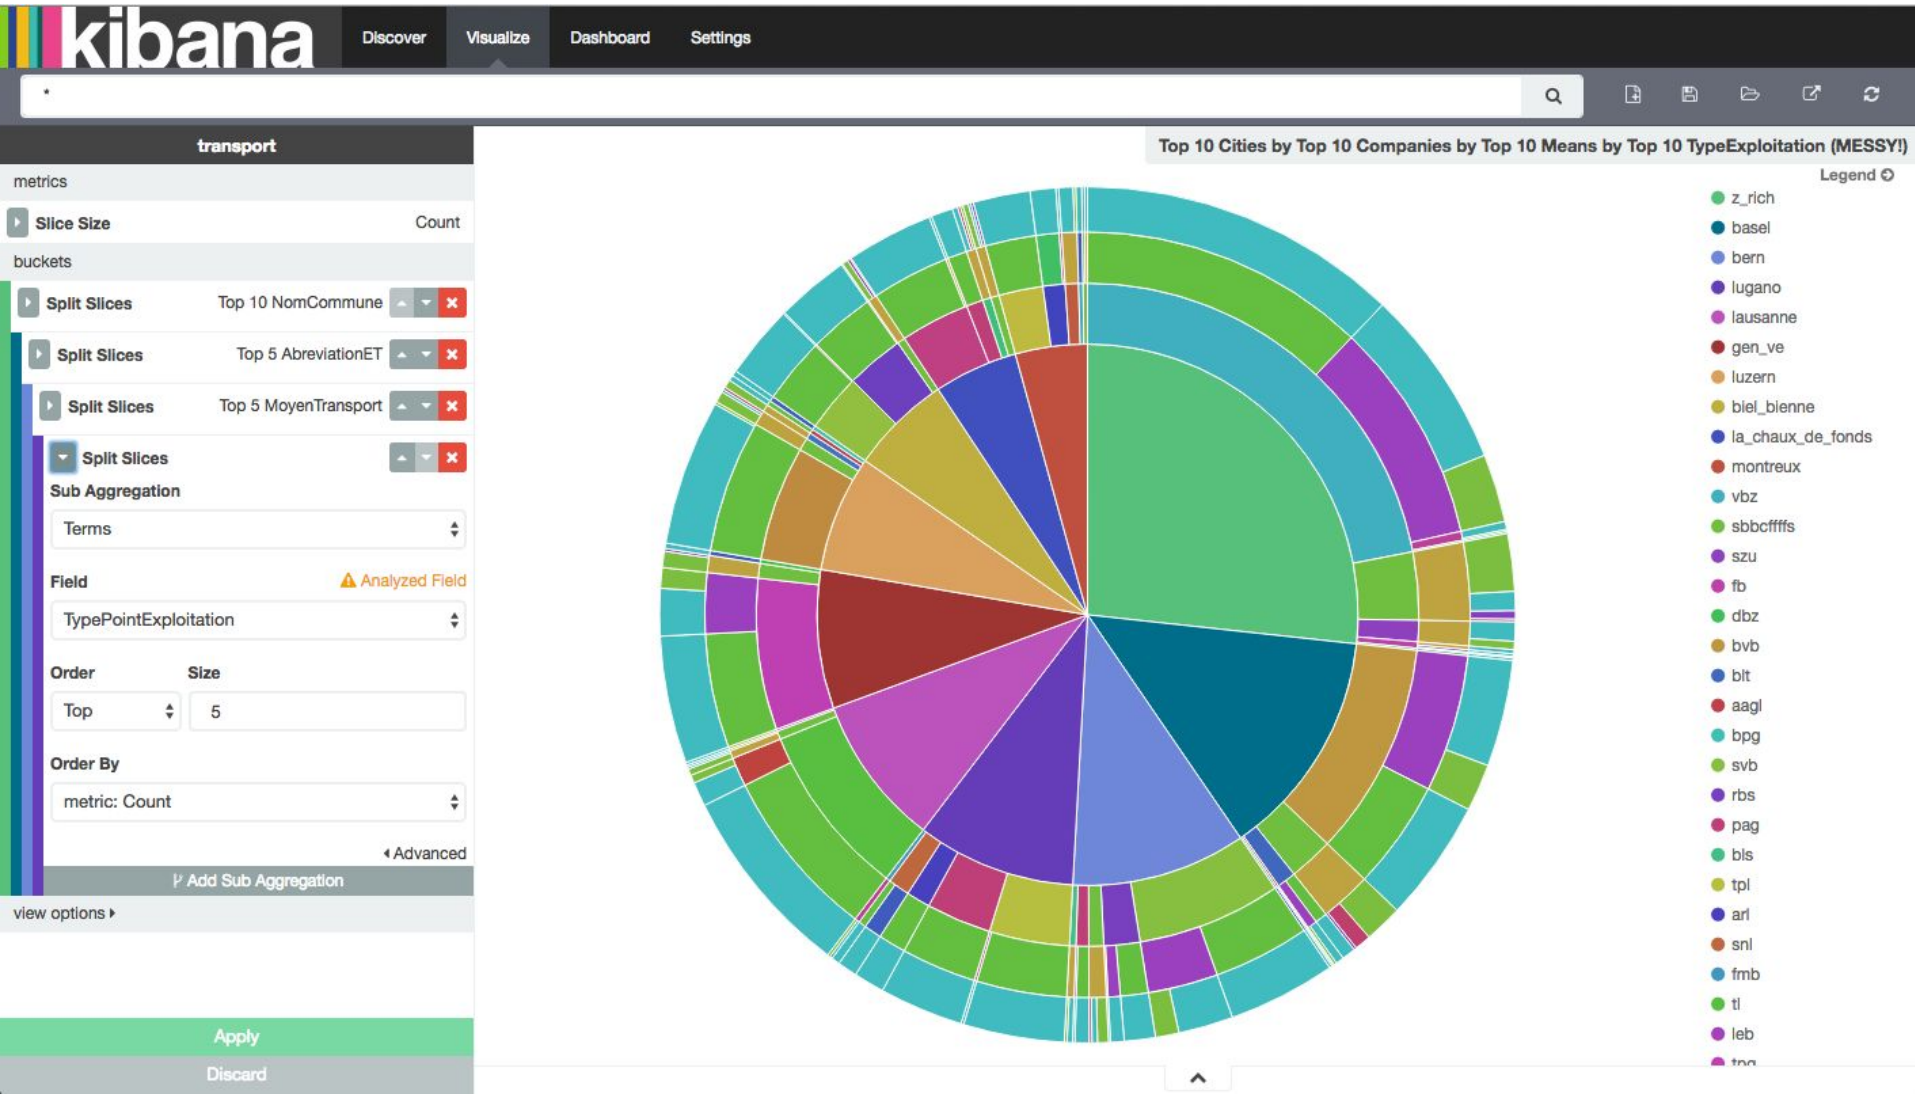 kibana
Discover Visualize Dashboard Settings
*
transport
Top 10 Cities by Top 10 Companies by Top 10 Means by Top 10 TypeExploitation (MESSY!)
metrics
Slice Size Count
buckets
Split Slices Top 10 NomCommune
Split Slices Top 5 AbreviationET
Split Slices Top 5 MoyenTransport
Split Slices
Sub Aggregation
Terms
Field Analyzed Field
TypePointExploitation
Order Size
Top 5
Order By
metric: Count
Advanced
Add Sub Aggregation
view options
Apply
Discard
Legend
z_rich
basel
bern
lugano
lausanne
gen_ve
luzern
biel_bienne
la_chaux_de_fonds
montreux
vbz
sbbcffffs
szu
fb
dbz
bvb
blt
aagl
bpg
svb
rbs
pag
bls
tpl
arl
snl
fmb
tl
leb